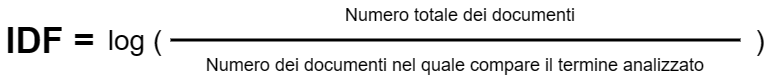 Numero totale dei documenti
IDF = log ( )
Numero dei documenti nel quale compare il termine analizzato